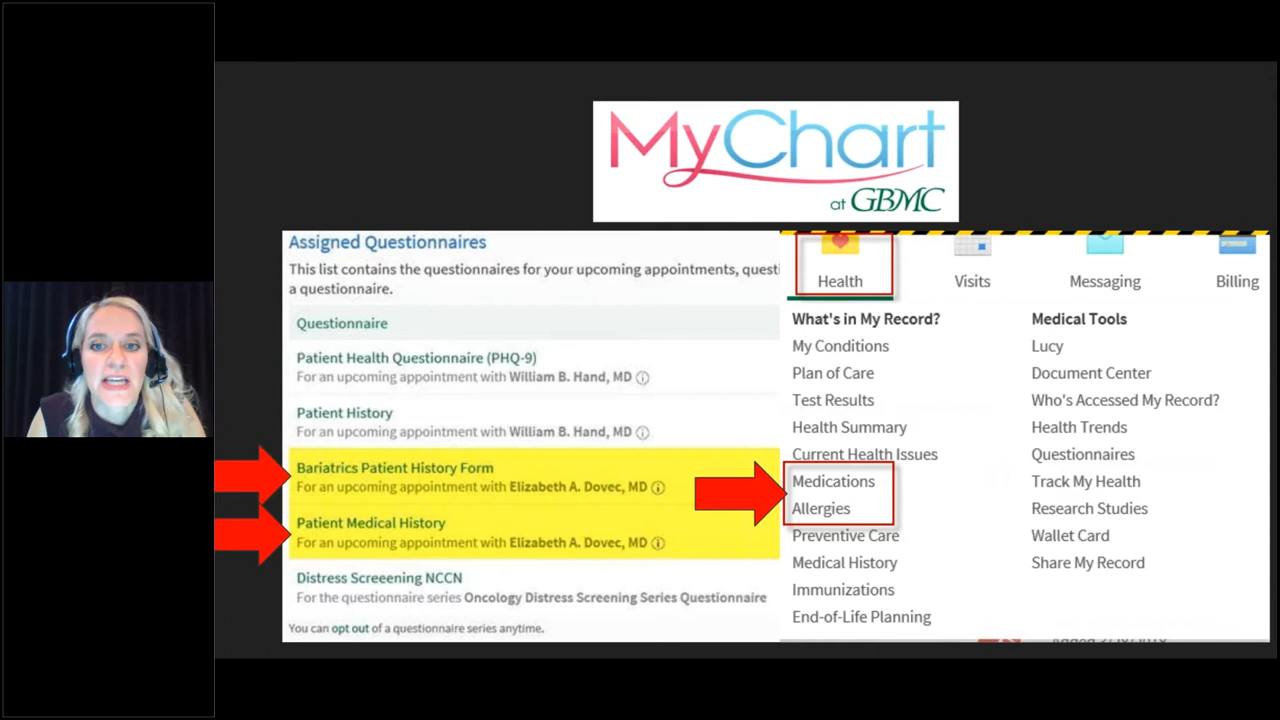 MyChart
at GBMC
Assigned Questionnaires
This list contains the questionnaires for your upcoming appointments, questi
a questionnaire.
Questionnaire
Patient Health Questionnaire (PHQ-9)
For an upcoming appointment with William B. Hand, MD
Patient History
For an upcoming appointment with William B. Hand, MD
Bariatrics Patient History Form
For an upcoming appointment with Elizabeth A. Dovec, MD
Patient Medical History
For an upcoming appointment with Elizabeth A. Dovec, MD
Distress Screeening NCCN
For the questionnaire series Oncology Distress Screening Series Questionnaire
You can opt out of a questionnaire series anytime.
Health
Visits
Messaging
Billing
What's in My Record?
My Conditions
Plan of Care
Test Results
Health Summary
Current Health Issues
Medications
Allergies
Preventive Care
Medical History
Immunizations
End-of-Life Planning
Medical Tools
Lucy
Document Center
Who's Accessed My Record?
Health Trends
Questionnaires
Track My Health
Research Studies
Wallet Card
Share My Record